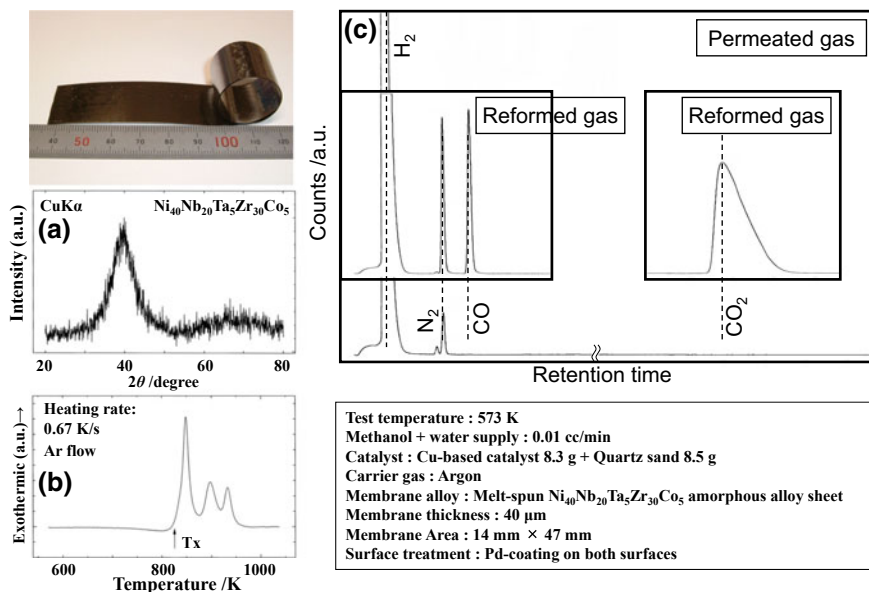 40 50 100
CuKα Ni₄₀Nb₂₀Ta₅Zr₃₀Co₅
(a)
Intensity (a.u.)
20 40 60 80
2θ /degree
Heating rate:
0.67 K/s
Ar flow
(b)
Exothermic (a.u.)→
Tx
600 800 1000
Temperature /K
(c)
H₂
Permeated gas
Reformed gas
Reformed gas
Counts /a.u.
N₂
CO
CO₂
Retention time
Test temperature : 573 K
Methanol + water supply : 0.01 cc/min
Catalyst : Cu-based catalyst 8.3 g + Quartz sand 8.5 g
Carrier gas : Argon
Membrane alloy : Melt-spun Ni₄₀Nb₂₀Ta₅Zr₃₀Co₅ amorphous alloy sheet
Membrane thickness : 40 μm
Membrane Area : 14 mm × 47 mm
Surface treatment : Pd-coating on both surfaces